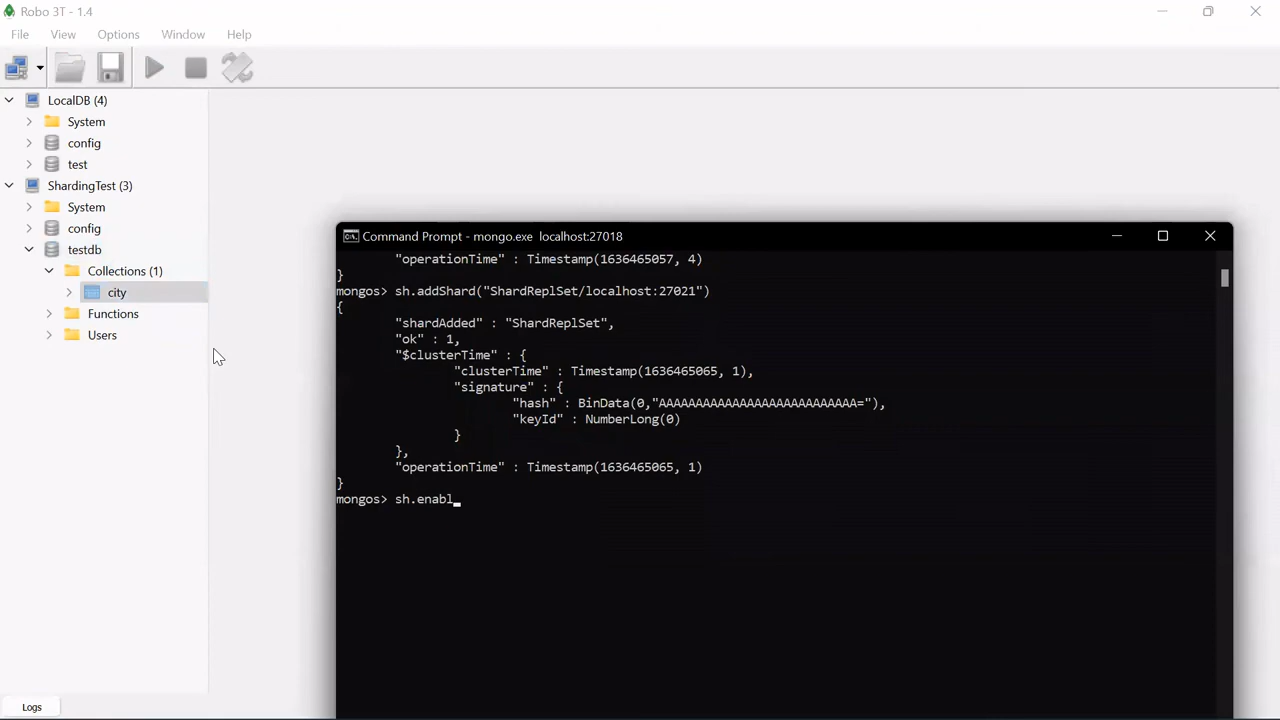 Robo 3T - 1.4
File View Options Window Help
LocalDB (4)
System
config
test
ShardingTest (3)
System
config
testdb
Collections (1)
city
Functions
Users
Logs
Command Prompt - mongo.exe localhost:27018
"operationTime" : Timestamp(1636465057, 4)
}
mongos> sh.addShard("ShardReplSet/localhost:27021")
{
"shardAdded" : "ShardReplSet",
"ok" : 1,
"$clusterTime" : {
"clusterTime" : Timestamp(1636465065, 1),
"signature" : {
"hash" : BinData(0,"AAAAAAAAAAAAAAAAAAAAAAAAAAA="),
"keyId" : NumberLong(0)
}
},
"operationTime" : Timestamp(1636465065, 1)
}
mongos> sh.enabl_